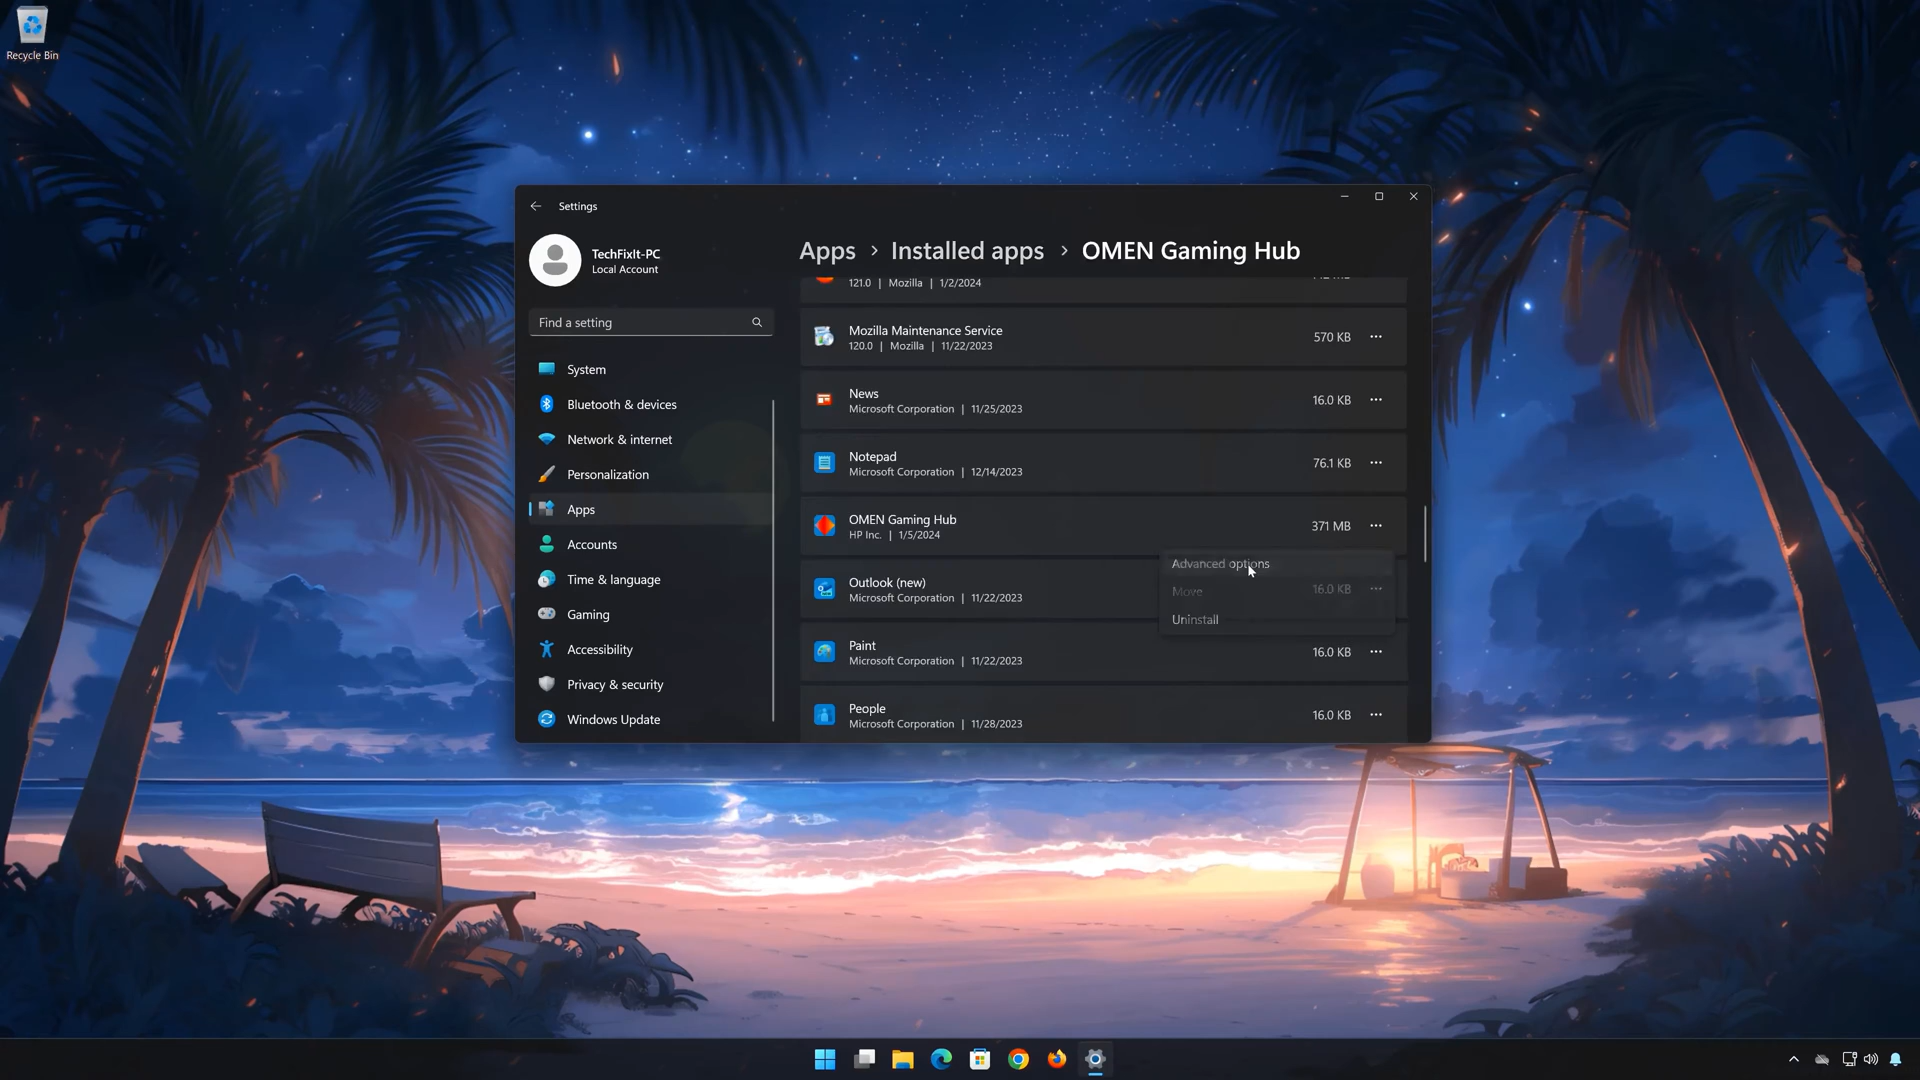 Recycle Bin
Settings
TechFixIt-PC
Local Account
Find a setting
System
Bluetooth & devices
Network & internet
Personalization
Apps
Accounts
Time & language
Gaming
Accessibility
Privacy & security
Windows Update
Apps > Installed apps > OMEN Gaming Hub
121.0 | Mozilla | 1/2/2024
Mozilla Maintenance Service
120.0 | Mozilla | 11/22/2023
570 KB
News
Microsoft Corporation | 11/25/2023
16.0 KB
Notepad
Microsoft Corporation | 12/14/2023
76.1 KB
OMEN Gaming Hub
HP Inc. | 1/5/2024
371 MB
Advanced options
Move
Uninstall
Outlook (new)
Microsoft Corporation | 11/22/2023
16.0 KB
Paint
Microsoft Corporation | 11/22/2023
16.0 KB
People
Microsoft Corporation | 11/28/2023
16.0 KB